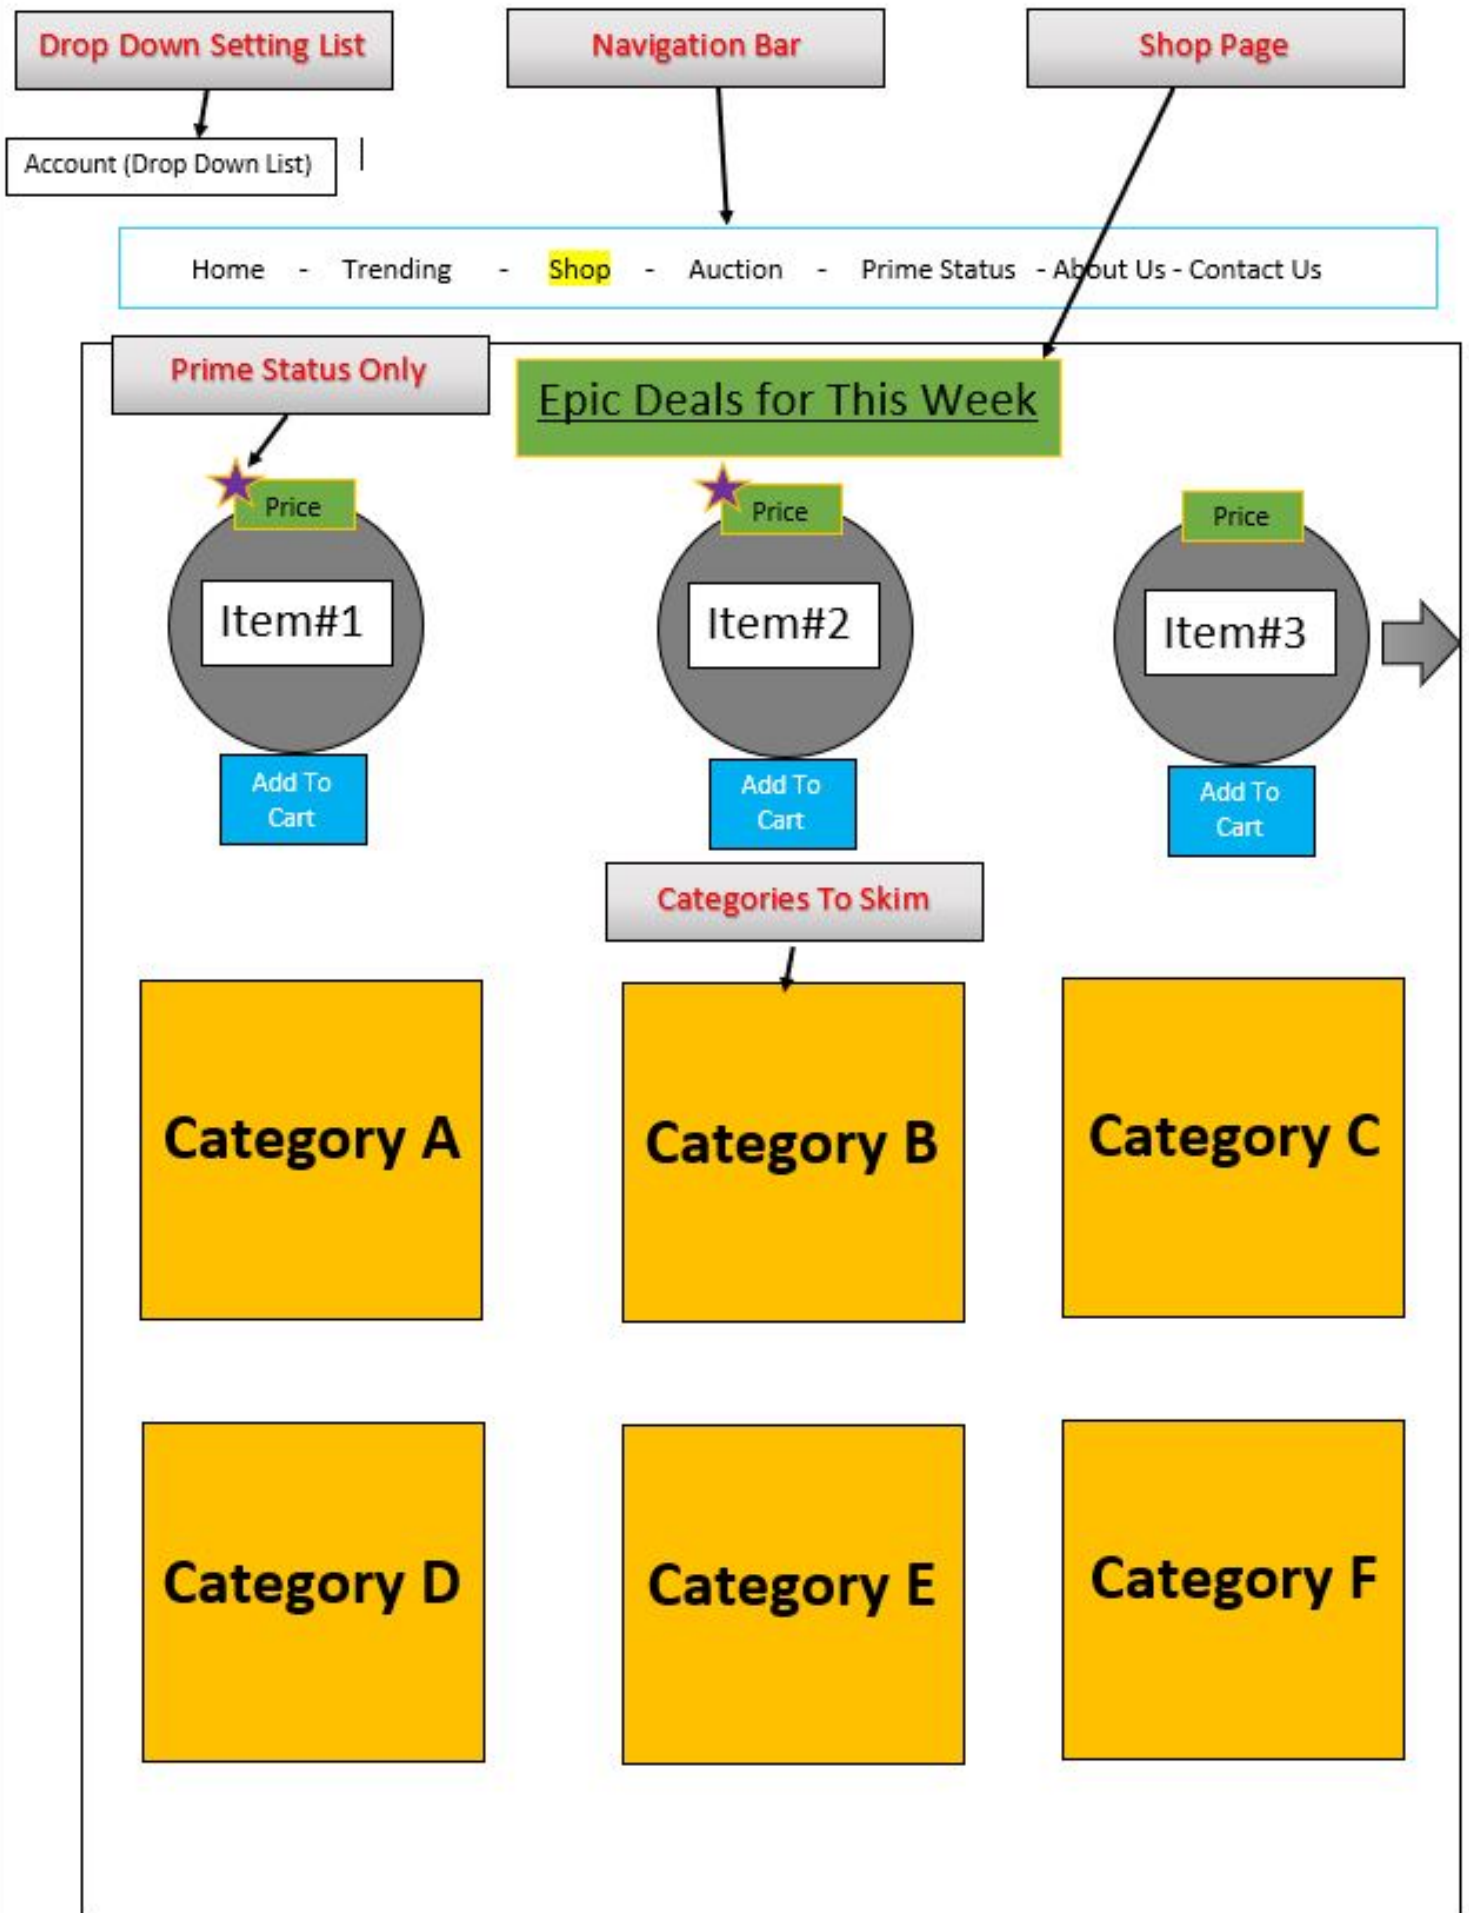 Drop Down Setting List
Navigation Bar
Shop Page
Account (Drop Down List)
Home - Trending - Shop - Auction - Prime Status - About Us - Contact Us
Prime Status Only
Epic Deals for This Week
Price
Price
Price
Item#1
Item#2
Item#3
Add To
Cart
Add To
Cart
Add To
Cart
Categories To Skim
Category A
Category B
Category C
Category D
Category E
Category F